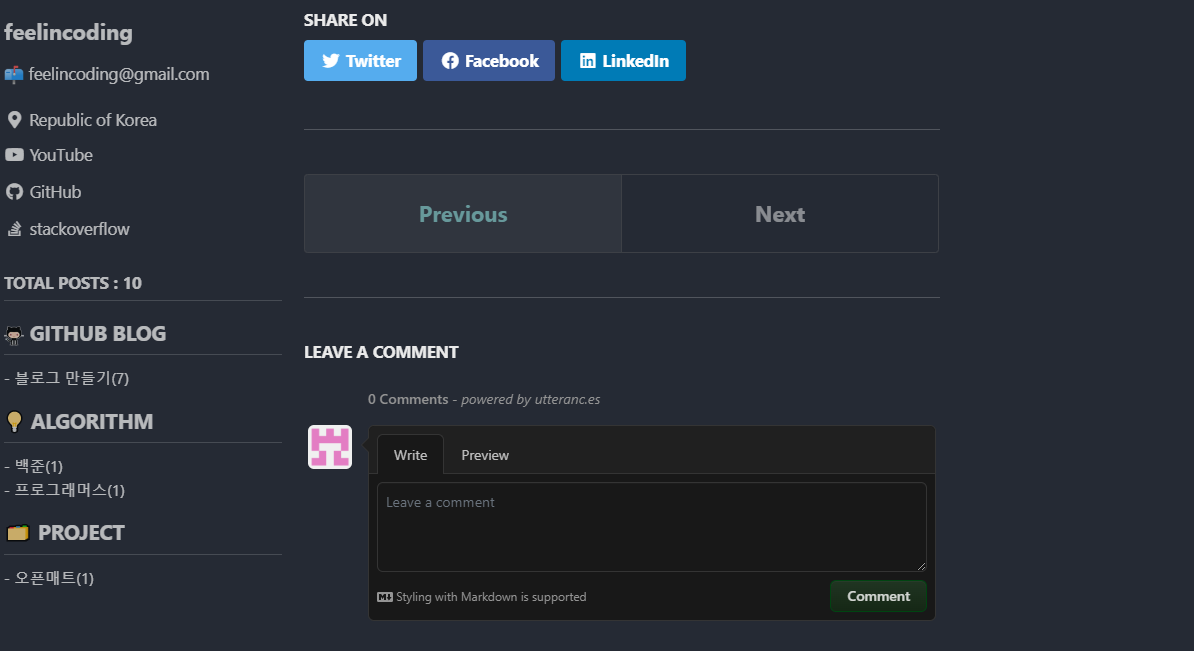 feelincoding
feelincoding@gmail.com
Republic of Korea
YouTube
GitHub
stackoverflow
TOTAL POSTS : 10
GITHUB BLOG
- 블로그 만들기(7)
ALGORITHM
- 백준(1)
- 프로그래머스(1)
PROJECT
- 오픈매트(1)
SHARE ON
Twitter Facebook LinkedIn
Previous Next
LEAVE A COMMENT
0 Comments - powered by utteranc.es
Write Preview
Leave a comment
Styling with Markdown is supported
Comment